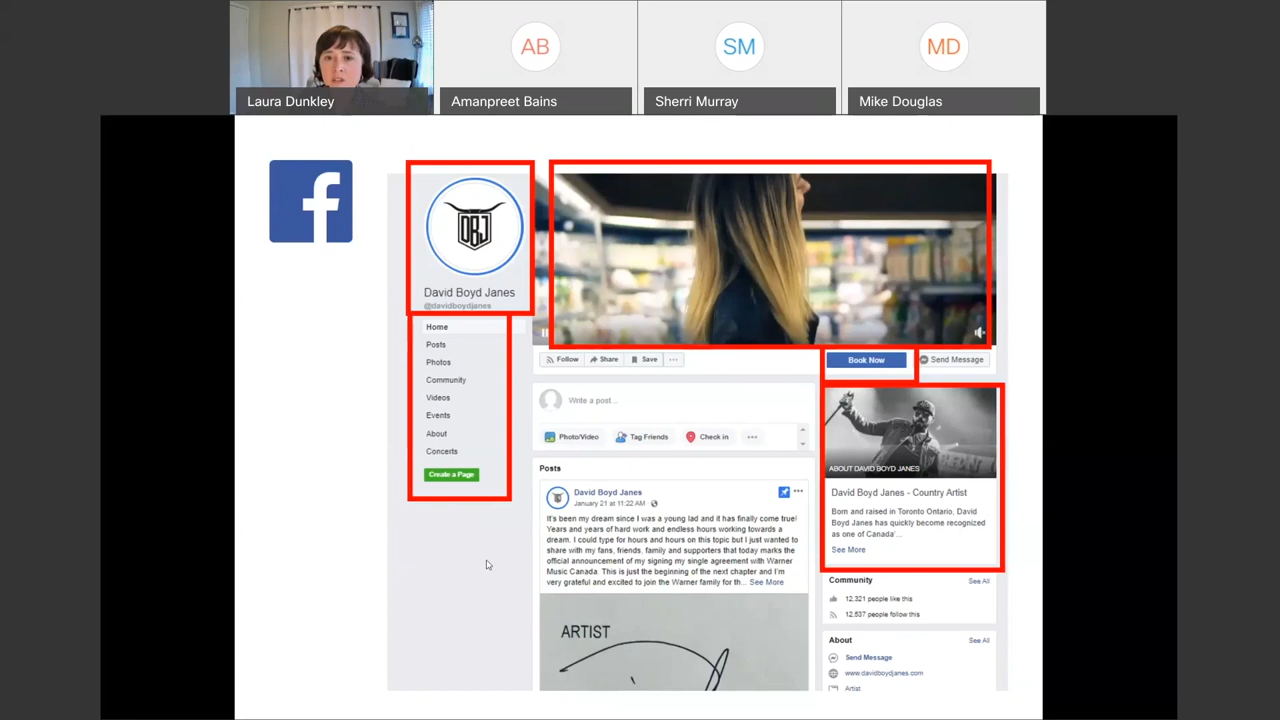 AB
SM
MD
Laura Dunkley
Amanpreet Bains
Sherri Murray
Mike Douglas
f
DBJ
David Boyd Janes
@davidboydjanes
Home
Posts
Photos
Community
Videos
Events
About
Concerts
Create a Page
Follow
Share
Save
...
Book Now
Send Message
Write a post...
Photo/Video
Tag Friends
Check in
...
Posts
David Boyd Janes
January 21 at 11:22 AM
...
It's been my dream since I was a young lad and it has finally come true!
Years and years of hard work and endless hours working towards a
dream. I could type for hours and hours on this topic but I just wanted to
share with my fans, friends, family and supporters that today marks the
official announcement of my signing my single agreement with Warner
Music Canada. This is just the beginning of the next chapter and I'm
very grateful and excited to join the Warner family for th... See More
ARTIST
ABOUT DAVID BOYD JANES
David Boyd Janes - Country Artist
Born and raised in Toronto Ontario, David
Boyd Janes has quickly become recognized
as one of Canada'...
See More
Community
See All
12,321 people like this
12,537 people follow this
About
See All
Send Message
www.davidboydjanes.com
Artist